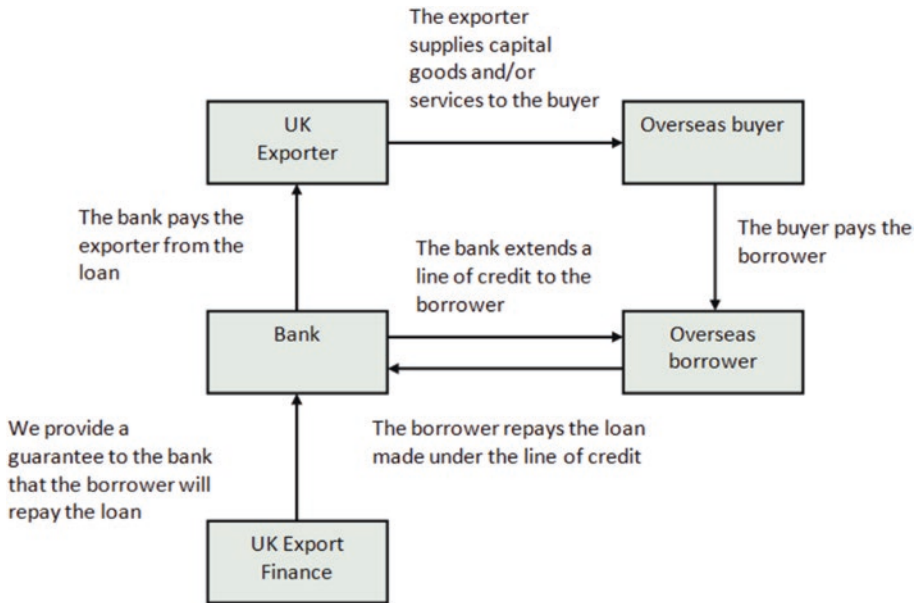 The exporter
supplies capital
goods and/or
services to the buyer
UK
Exporter
Overseas buyer
The bank pays the
exporter from the
loan
The bank extends a
line of credit to the
borrower
The buyer pays the
borrower
Bank
Overseas
borrower
We provide a
guarantee to the bank
that the borrower will
repay the loan
The borrower repays the loan
made under the line of credit
UK Export
Finance